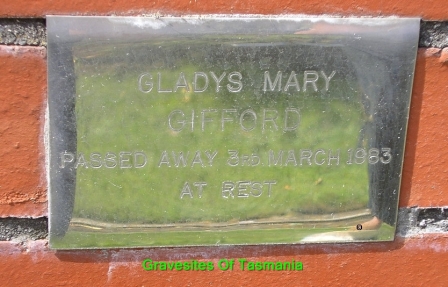 GLADYS MARY
GIFFORD
PASSED AWAY 3RD MARCH 1983
AT REST
Gravesites Of Tasmania